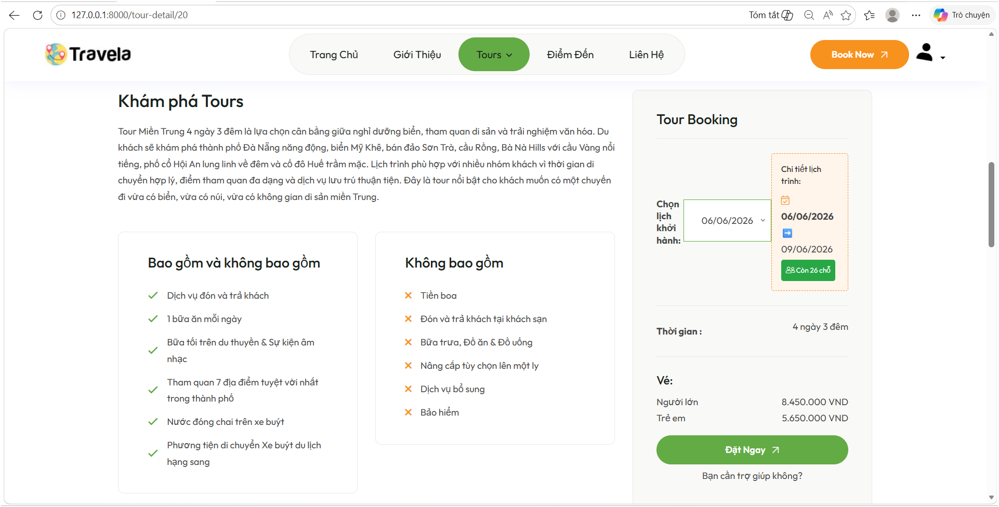 127.0.0.1:8000/tour-detail/20
Tóm tắt
Trò chuyện
Travela
Trang Chủ
Giới Thiệu
Tours
Điểm Đến
Liên Hệ
Book Now
Khám phá Tours
Tour Miền Trung 4 ngày 3 đêm là lựa chọn cân bằng giữa nghỉ dưỡng biển, tham quan di sản và trải nghiệm văn hóa. Du
khách sẽ khám phá thành phố Đà Nẵng năng động, biển Mỹ Khê, bán đảo Sơn Trà, cầu Rồng, Bà Nà Hills với cầu Vàng nổi
tiếng, phố cổ Hội An lung linh về đêm và cố đô Huế trầm mặc. Lịch trình phù hợp với nhiều nhóm khách vì thời gian di
chuyển hợp lý, điểm tham quan đa dạng và dịch vụ lưu trú thuận tiện. Đây là tour nổi bật cho khách muốn có một chuyến
đi vừa có biển, vừa có núi, vừa có không gian di sản miền Trung.
Bao gồm và không bao gồm
Dịch vụ đón và trả khách
1 bữa ăn mỗi ngày
Bữa tối trên du thuyền & Sự kiện âm
nhạc
Tham quan 7 địa điểm tuyệt vời nhất
trong thành phố
Nước đóng chai trên xe buýt
Phương tiện di chuyển Xe buýt du lịch
hạng sang
Không bao gồm
Tiền boa
Đón và trả khách tại khách sạn
Bữa trưa, Đồ ăn & Đồ uống
Nâng cấp tùy chọn lên một ly
Dịch vụ bổ sung
Bảo hiểm
Tour Booking
Chọn
lịch
khởi
hành:
06/06/2026
Chi tiết lịch
trình:
06/06/2026
09/06/2026
Còn 26 chỗ
Thời gian :
4 ngày 3 đêm
Vé:
Người lớn
8.450.000 VND
Trẻ em
5.650.000 VND
Đặt Ngay
Bạn cần trợ giúp không?